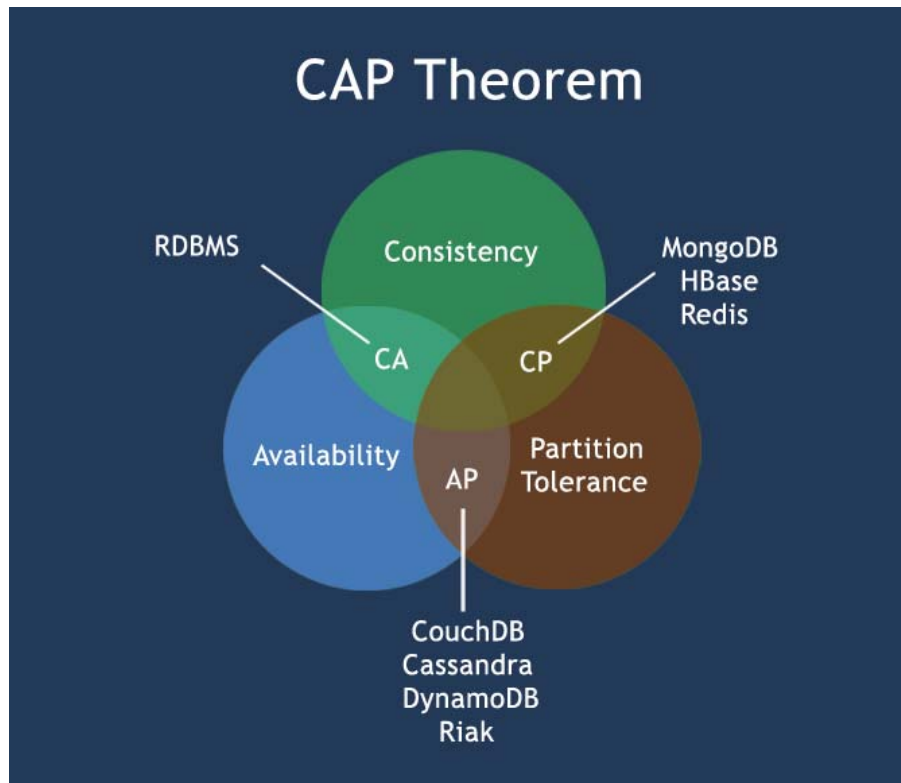 CAP Theorem
RDBMS
Consistency
MongoDB
HBase
Redis
CA
CP
Availability
Partition
Tolerance
AP
CouchDB
Cassandra
DynamoDB
Riak